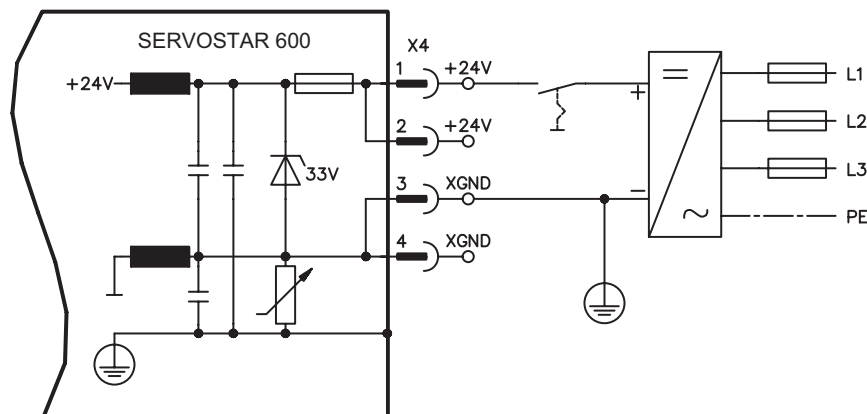 SERVOSTAR 600
X4
+24V
1
+24V
2
+24V
33V
3
XGND
4
XGND
+
−
L1
L2
L3
PE